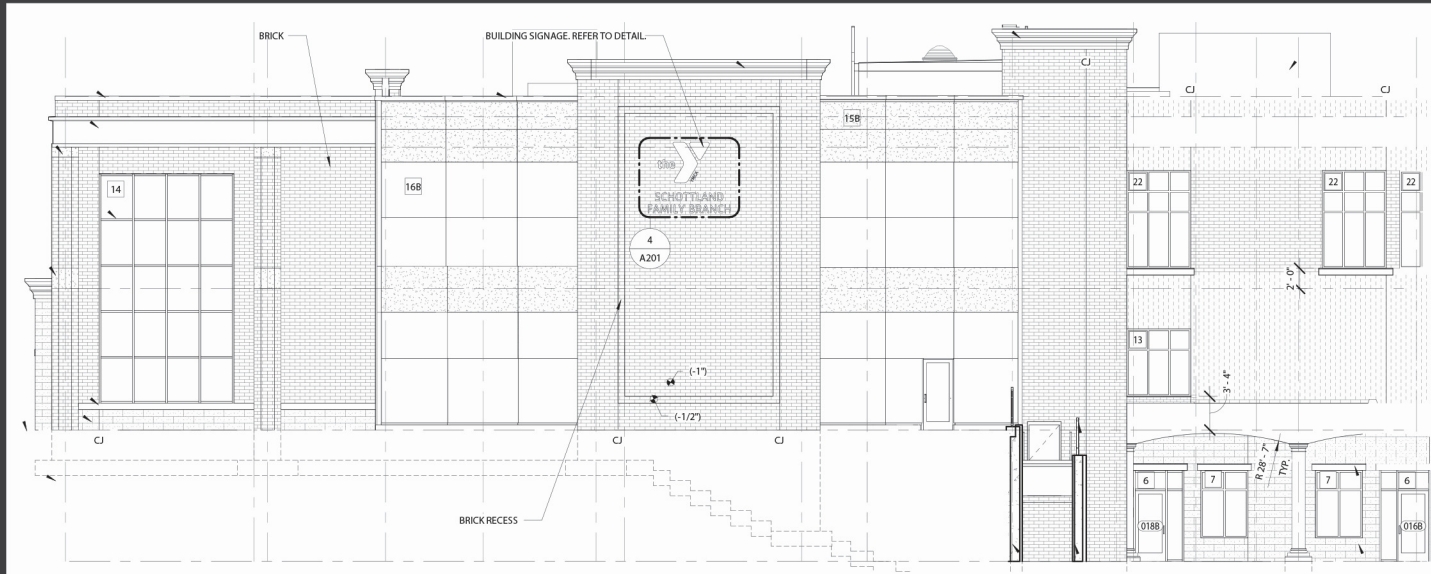 BRICK
BUILDING SIGNAGE. REFER TO DETAIL.
CJ
CJ
CJ
15B
14
16B
the
YMCA
SCHOTTLAND
FAMILY BRANCH
22
22
22
4
A201
2' - 0"
13
(-1")
3' - 4"
(-1/2")
CJ
CJ
CJ
R 28' - 7"
TYP.
6
7
7
6
BRICK RECESS
018B
016B